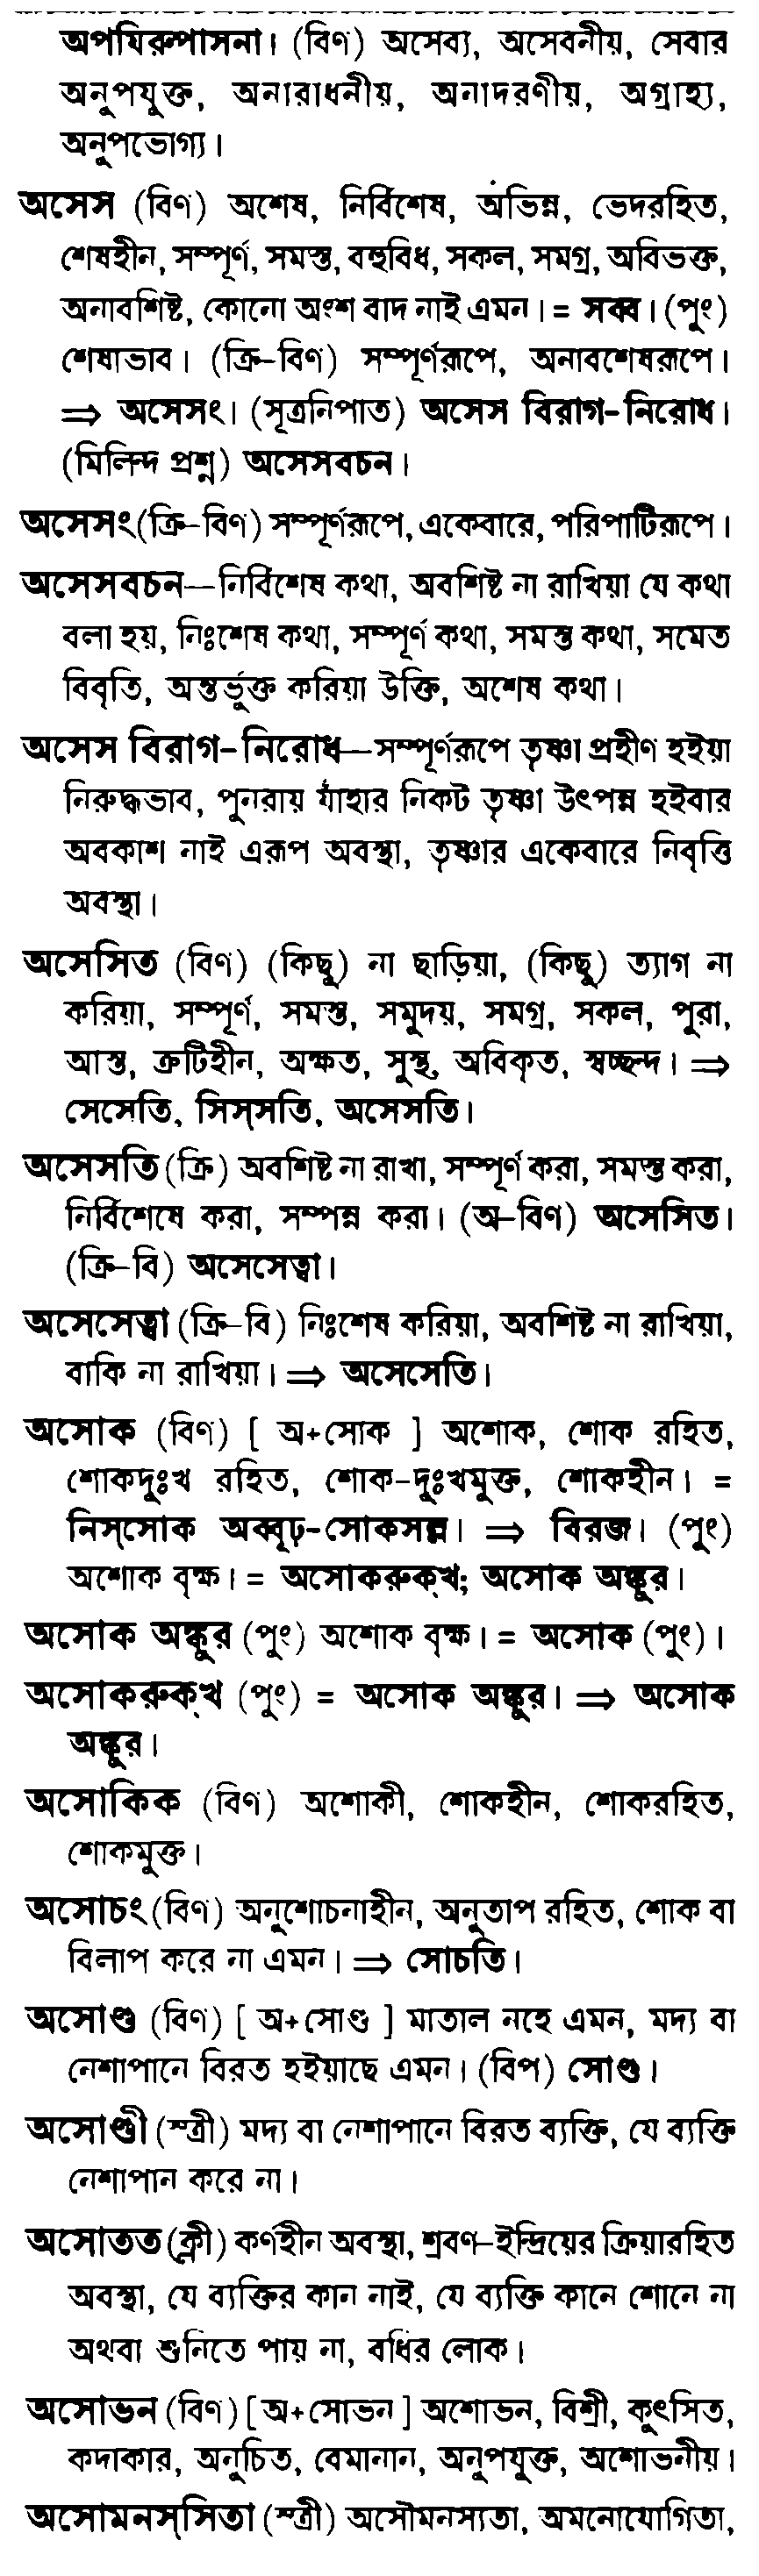 অপযিরুপাসনা। (বিণ) অসেব্য, অসেবনীয়, সেবার
অনুপযুক্ত, অনারাধনীয়, অনাদরণীয়, অগ্রাহ্য,
অনুপভোগ্য।
অসেস (বিণ) অশেষ, নির্বিশেষ, অভিন্ন, ভেদরহিত,
শেষহীন, সম্পূর্ণ, সমস্ত, বহুবিধ, সকল, সমগ্র, অবিভক্ত,
অনাবশিষ্ট, কোনো অংশ বাদ নাই এমন। = সব্ব। (পুং)
শেষাভাব। (ক্রি-বিণ) সম্পূর্ণরূপে, অনাবশেষরূপে।
⇒ অসেসং। (সূত্রনিপাত) অসেস বিরাগ-নিরোধ।
(মিলিন্দ প্রশ্ন) অসেসবচন।
অসেসং(ক্রি-বিণ) সম্পূর্ণরূপে, একেবারে, পরিপাটিরূপে।
অসেসবচন—নির্বিশেষ কথা, অবশিষ্ট না রাখিয়া যে কথা
বলা হয়, নিঃশেষ কথা, সম্পূর্ণ কথা, সমস্ত কথা, সমেত
বিবৃতি, অন্তর্ভুক্ত করিয়া উক্তি, অশেষ কথা।
অসেস বিরাগ-নিরোধ—সম্পূর্ণরূপে তৃষ্ণা প্রহীণ হইয়া
নিরুদ্ধভাব, পুনরায় যাঁহার নিকট তৃষ্ণা উৎপন্ন হইবার
অবকাশ নাই এরূপ অবস্থা, তৃষ্ণার একেবারে নিবৃত্তি
অবস্থা।
অসেসিত (বিণ) (কিছু) না ছাড়িয়া, (কিছু) ত্যাগ না
করিয়া, সম্পূর্ণ, সমস্ত, সমুদয়, সমগ্র, সকল, পুরা,
আস্ত, ত্রুটিহীন, অক্ষত, সুস্থ, অবিকৃত, স্বচ্ছন্দ। ⇒
সেসেতি, সিস্সতি, অসেসতি।
অসেসতি (ক্রি) অবশিষ্ট না রাখা, সম্পূর্ণ করা, সমস্ত করা,
নির্বিশেষে করা, সম্পন্ন করা। (অ-বিণ) অসেসিত।
(ক্রি-বি) অসেসেত্বা।
অসেসেত্বা (ক্রি-বি) নিঃশেষ করিয়া, অবশিষ্ট না রাখিয়া,
বাকি না রাখিয়া। ⇒ অসেসেতি।
অসোক (বিণ) [ অ+সোক ] অশোক, শোক রহিত,
শোকদুঃখ রহিত, শোক-দুঃখমুক্ত, শোকহীন। =
নিস্সোক অব্বূঢ়-সোকসল্ল। ⇒ বিরজ। (পুং)
অশোক বৃক্ষ। = অসোকরুক্খ; অসোক অঙ্কুর।
অসোক অঙ্কুর (পুং) অশোক বৃক্ষ। = অসোক (পুং)।
অসোকরুক্খ (পুং) = অসোক অঙ্কুর। ⇒ অসোক
অঙ্কুর।
অসোকিক (বিণ) অশোকী, শোকহীন, শোকরহিত,
শোকমুক্ত।
অসোচং (বিণ) অনুশোচনাহীন, অনুতাপ রহিত, শোক বা
বিলাপ করে না এমন। ⇒ সোচতি।
অসোণ্ড (বিণ) [ অ+সোণ্ড ] মাতাল নহে এমন, মদ্য বা
নেশাপানে বিরত হইয়াছে এমন। (বিপ) সোণ্ড।
অসোণ্ডী (স্ত্রী) মদ্য বা নেশাপানে বিরত ব্যক্তি, যে ব্যক্তি
নেশাপান করে না।
অসোতত (ক্লী) কর্ণহীন অবস্থা, শ্রবণ-ইন্দ্রিয়ের ক্রিয়ারহিত
অবস্থা, যে ব্যক্তির কান নাই, যে ব্যক্তি কানে শোনে না
অথবা শুনিতে পায় না, বধির লোক।
অসোভন (বিণ) [ অ+সোভন ] অশোভন, বিশ্রী, কুৎসিত,
কদাকার, অনুচিত, বেমানান, অনুপযুক্ত, অশোভনীয়।
অসোমনস্সিতা (স্ত্রী) অসৌমনস্যতা, অমনোযোগিতা,